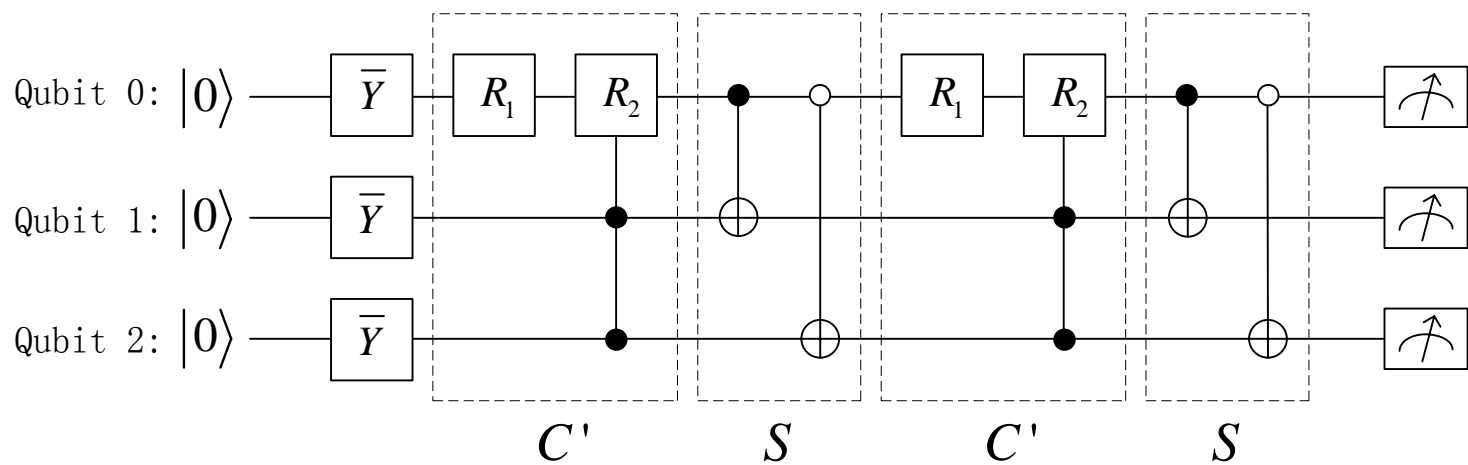 Qubit 0: |0⟩ Y̅ R₁ R₂ R₁ R₂
Qubit 1: |0⟩ Y̅
Qubit 2: |0⟩ Y̅
C' S C' S